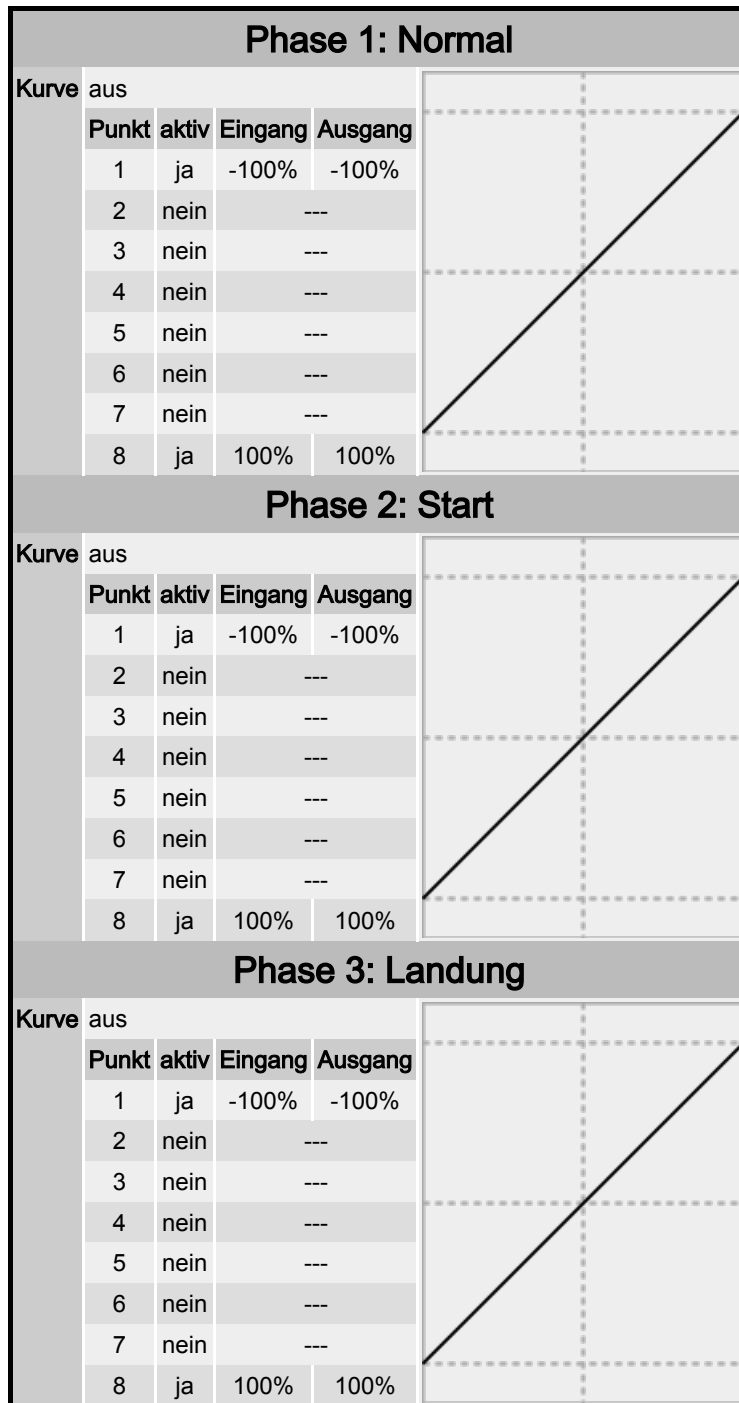 Phase 1: Normal
Kurve aus
Punkt aktiv Eingang Ausgang
1 ja -100% -100%
2 nein ---
3 nein ---
4 nein ---
5 nein ---
6 nein ---
7 nein ---
8 ja 100% 100%
Phase 2: Start
Kurve aus
Punkt aktiv Eingang Ausgang
1 ja -100% -100%
2 nein ---
3 nein ---
4 nein ---
5 nein ---
6 nein ---
7 nein ---
8 ja 100% 100%
Phase 3: Landung
Kurve aus
Punkt aktiv Eingang Ausgang
1 ja -100% -100%
2 nein ---
3 nein ---
4 nein ---
5 nein ---
6 nein ---
7 nein ---
8 ja 100% 100%